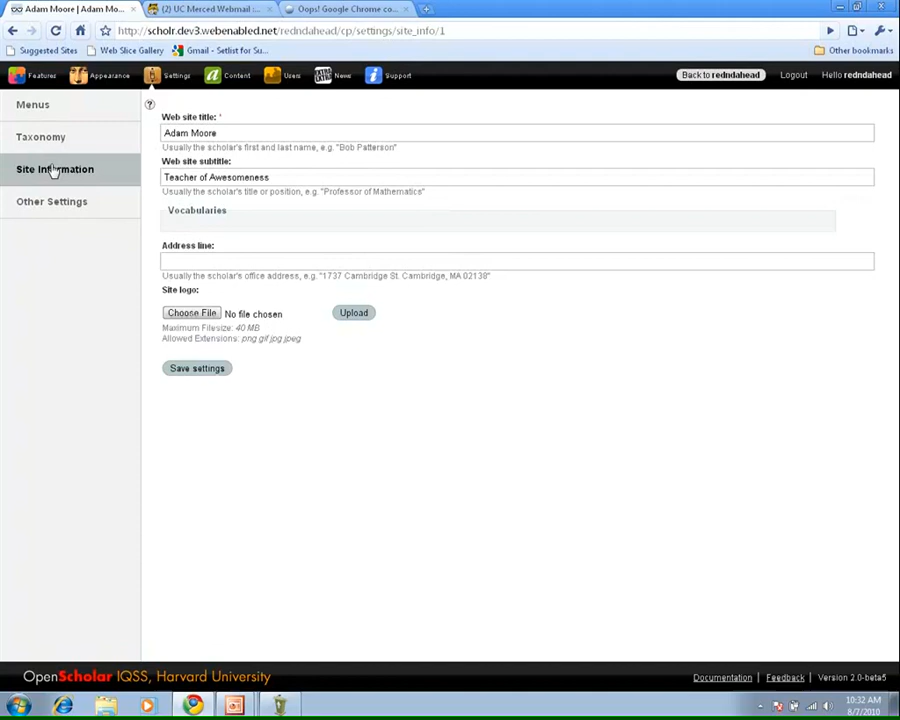 Adam Moore | Adam Mo...
(2) UC Merced Webmail :...
Oops! Google Chrome co...
http://scholr.dev3.webenabled.net/redndahead/cp/settings/site_info/1
Suggested Sites
Web Slice Gallery
Gmail - Setlist for Su...
Other bookmarks
Features
Appearance
Settings
Content
Users
EXTRA EXTRA
News
Support
Back to redndahead
Logout
Hello redndahead
Menus
Taxonomy
Site Information
Other Settings
?
Web site title: *
Adam Moore
Usually the scholar's first and last name, e.g. "Bob Patterson"
Web site subtitle:
Teacher of Awesomeness
Usually the scholar's title or position, e.g. "Professor of Mathematics"
Vocabularies
Address line:
Usually the scholar's office address, e.g. "1737 Cambridge St. Cambridge, MA 02138"
Site logo:
Choose File No file chosen
Upload
Maximum Filesize: 40 MB
Allowed Extensions: png gif jpg jpeg
Save settings
OpenScholar IQSS, Harvard University
Documentation | Feedback | Version 2.0-beta5
10:32 AM
8/7/2010